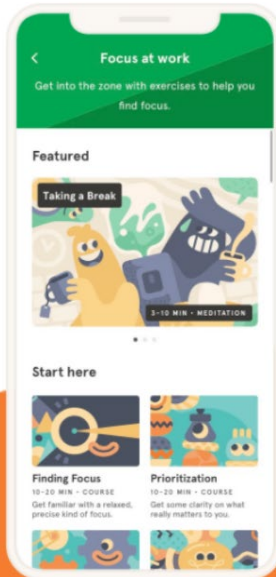 Focus at work
Get into the zone with exercises to help you
find focus.
Featured
Taking a Break
3-10 MIN • MEDITATION
Start here
Finding Focus
10-20 MIN • COURSE
Get familiar with a relaxed,
precise kind of focus.
Prioritization
10-20 MIN • COURSE
Get some clarity on what
really matters to you.